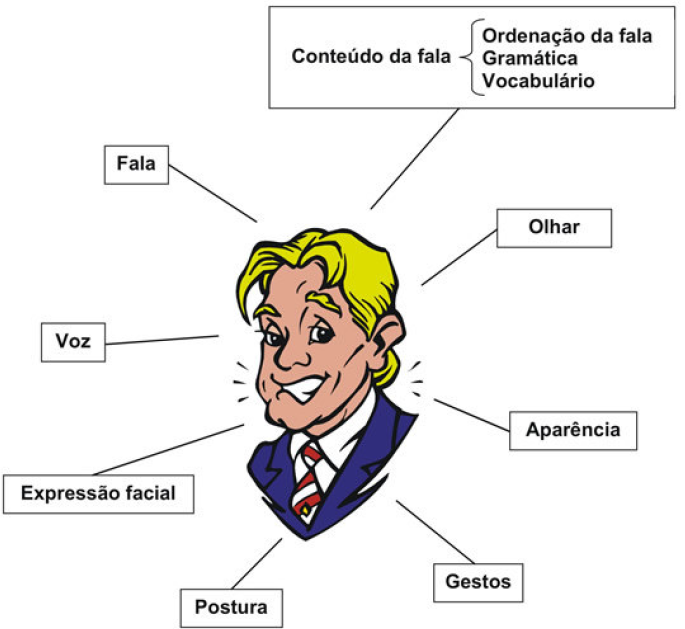 Conteúdo da fala
Ordenação da fala
Gramática
Vocabulário
Fala
Olhar
Voz
Aparência
Expressão facial
Gestos
Postura